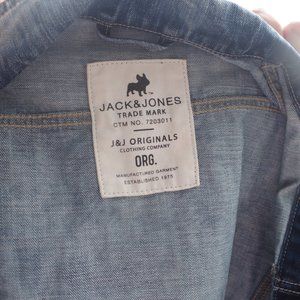 JACK&JONES
TRADE MARK
CTM NO. 7203011
J&J ORIGINALS
CLOTHING COMPANY
ORG.
MANUFACTURED GARMENT
ESTABLISHED 1975